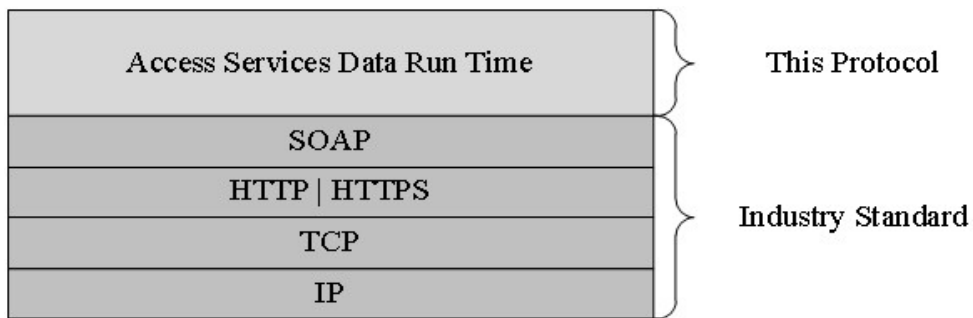 Access Services Data Run Time
This Protocol
SOAP
HTTP | HTTPS
TCP
IP
Industry Standard